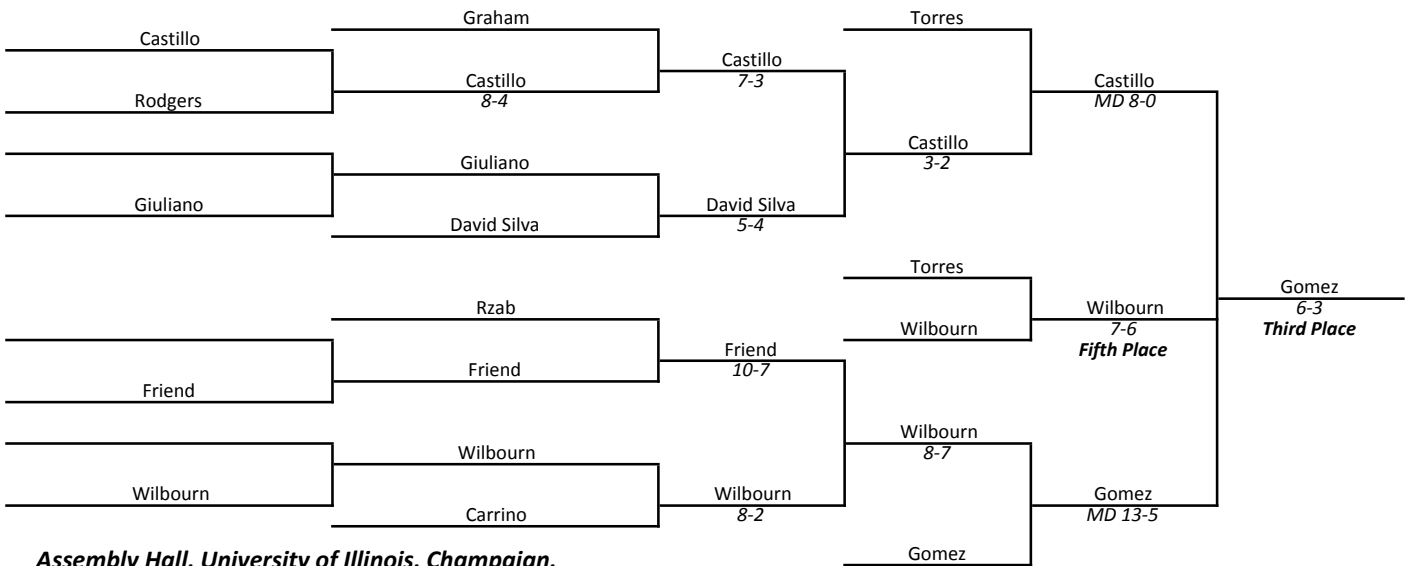 Graham
Torres
Castillo
Castillo
7-3
Castillo
8-4
Castillo
MD 8-0
Rodgers
Castillo
3-2
Giuliano
Giuliano
David Silva
5-4
David Silva
Torres
Gomez
6-3
Third Place
Rzab
Wilbourn
7-6
Fifth Place
Wilbourn
Friend
10-7
Friend
Friend
Wilbourn
8-7
Wilbourn
Wilbourn
Wilbourn
8-2
Gomez
MD 13-5
Carrino
Assembly Hall, University of Illinois, Champaign,
Gomez